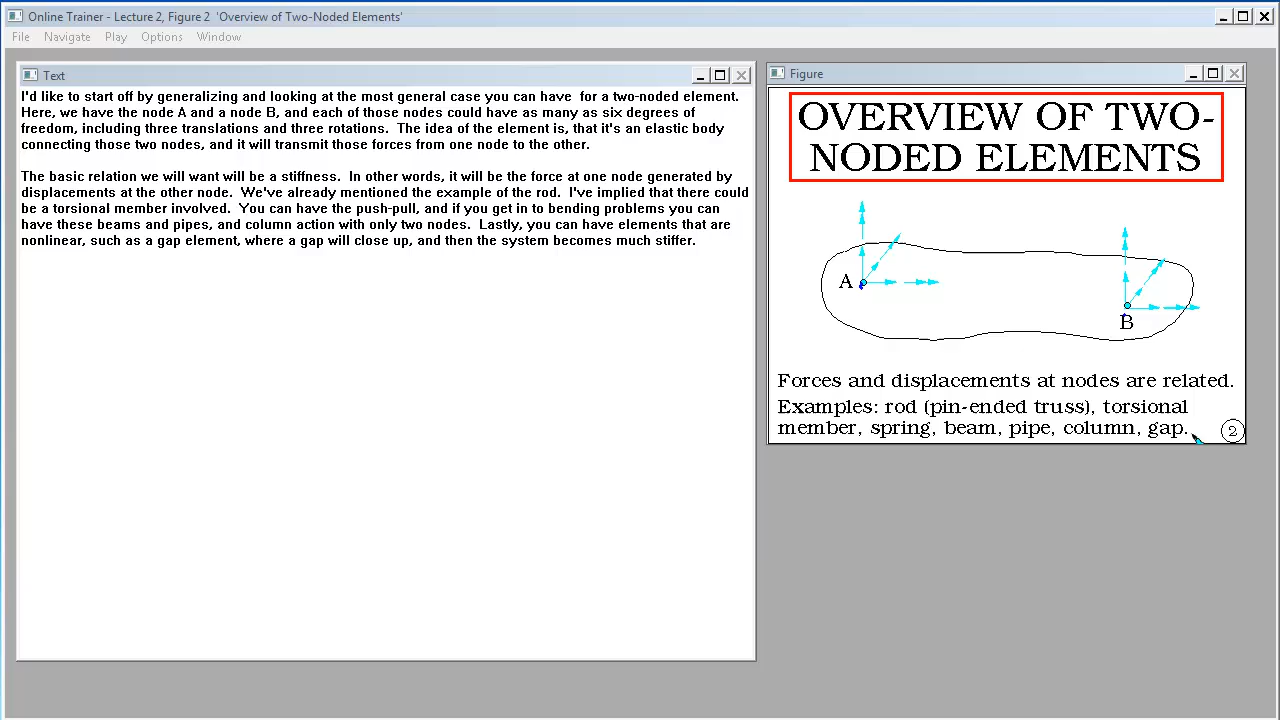 Online Trainer - Lecture 2, Figure 2  'Overview of Two-Noded Elements'
File Navigate Play Options Window
Text
I'd like to start off by generalizing and looking at the most general case you can have  for a two-noded element.
Here, we have the node A and a node B, and each of those nodes could have as many as six degrees of
freedom, including three translations and three rotations.  The idea of the element is, that it's an elastic body
connecting those two nodes, and it will transmit those forces from one node to the other.
The basic relation we will want will be a stiffness.  In other words, it will be the force at one node generated by
displacements at the other node.  We've already mentioned the example of the rod.  I've implied that there could
be a torsional member involved.  You can have the push-pull, and if you get in to bending problems you can
have these beams and pipes, and column action with only two nodes.  Lastly, you can have elements that are
nonlinear, such as a gap element, where a gap will close up, and then the system becomes much stiffer.
Figure
OVERVIEW OF TWO-
NODED ELEMENTS
A
B
Forces and displacements at nodes are related.
Examples: rod (pin-ended truss), torsional
member, spring, beam, pipe, column, gap.
2